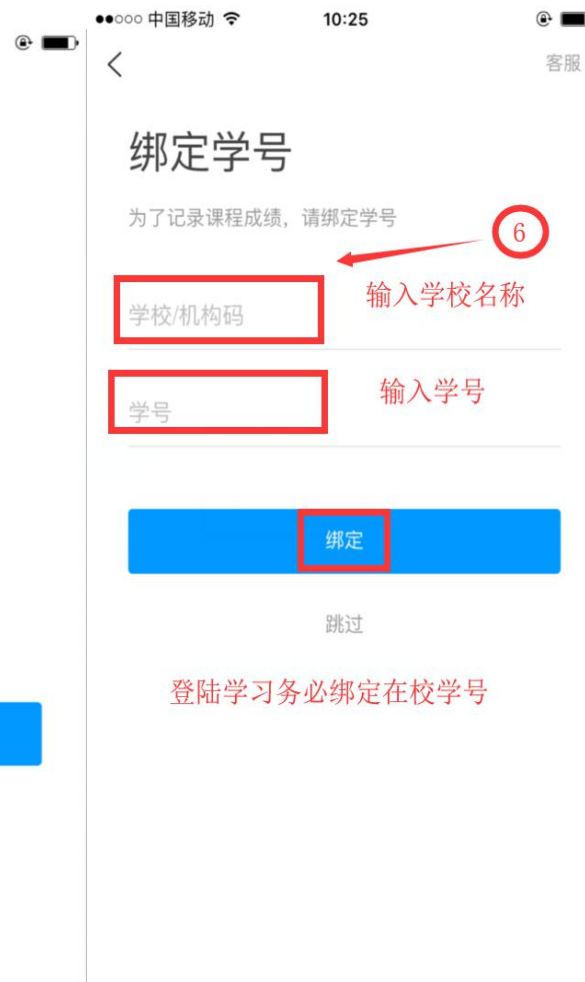 中国移动 10:25
客服
绑定学号
为了记录课程成绩，请绑定学号
6
学校/机构码
输入学校名称
学号
输入学号
绑定
跳过
登陆学习务必绑定在校学号